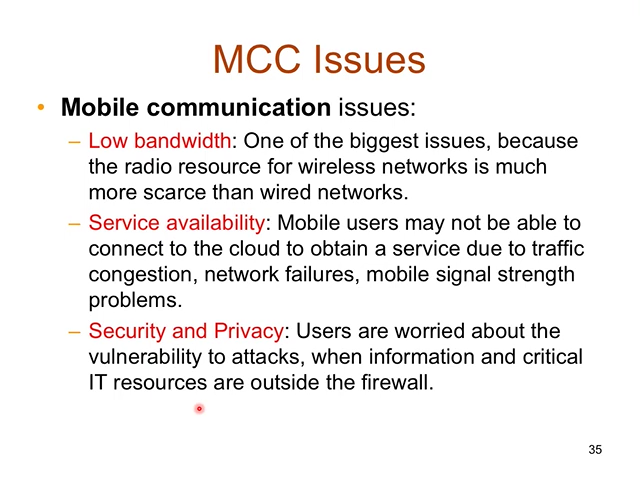 MCC Issues
• Mobile communication issues:
– Low bandwidth: One of the biggest issues, because
the radio resource for wireless networks is much
more scarce than wired networks.
– Service availability: Mobile users may not be able to
connect to the cloud to obtain a service due to traffic
congestion, network failures, mobile signal strength
problems.
– Security and Privacy: Users are worried about the
vulnerability to attacks, when information and critical
IT resources are outside the firewall.
35